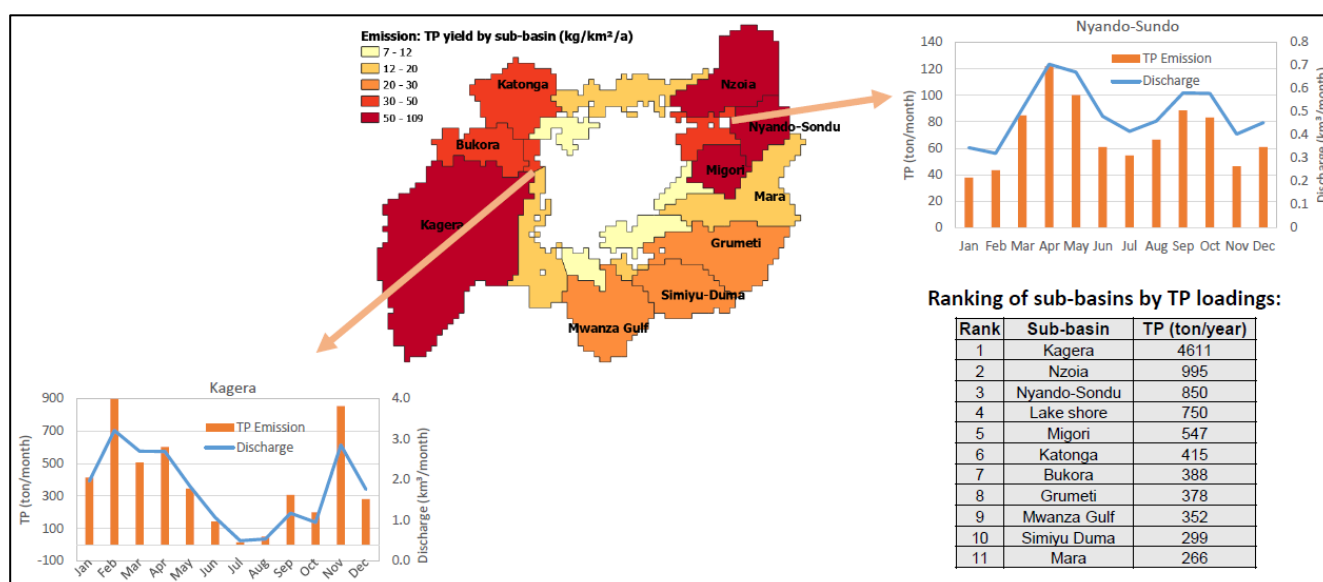 Emission: TP yield by sub-basin (kg/km²/a)
7 - 12
12 - 20
20 - 30
30 - 50
50 - 109
Katonga
Nzoia
Nyando-Sondu
Bukora
Migori
Mara
Kagera
Grumeti
Simiyu-Duma
Mwanza Gulf
Nyando-Sundo
TP Emission
Discharge
TP (ton/month)
140
120
100
80
60
40
20
0
Discharge (km³/month)
0.8
0.7
0.6
0.5
0.4
0.3
0.2
0.1
0
Jan Feb Mar Apr May Jun Jul Aug Sep Oct Nov Dec
Kagera
TP Emission
Discharge
TP (ton/month)
900
700
500
300
100
-100
Discharge (km³/month)
4.0
3.0
2.0
1.0
0.0
Jan Feb Mar Apr May Jun Jul Aug Sep Oct Nov Dec
Ranking of sub-basins by TP loadings:
Rank Sub-basin TP (ton/year)
1 Kagera 4611
2 Nzoia 995
3 Nyando-Sondu 850
4 Lake shore 750
5 Migori 547
6 Katonga 415
7 Bukora 388
8 Grumeti 378
9 Mwanza Gulf 352
10 Simiyu Duma 299
11 Mara 266